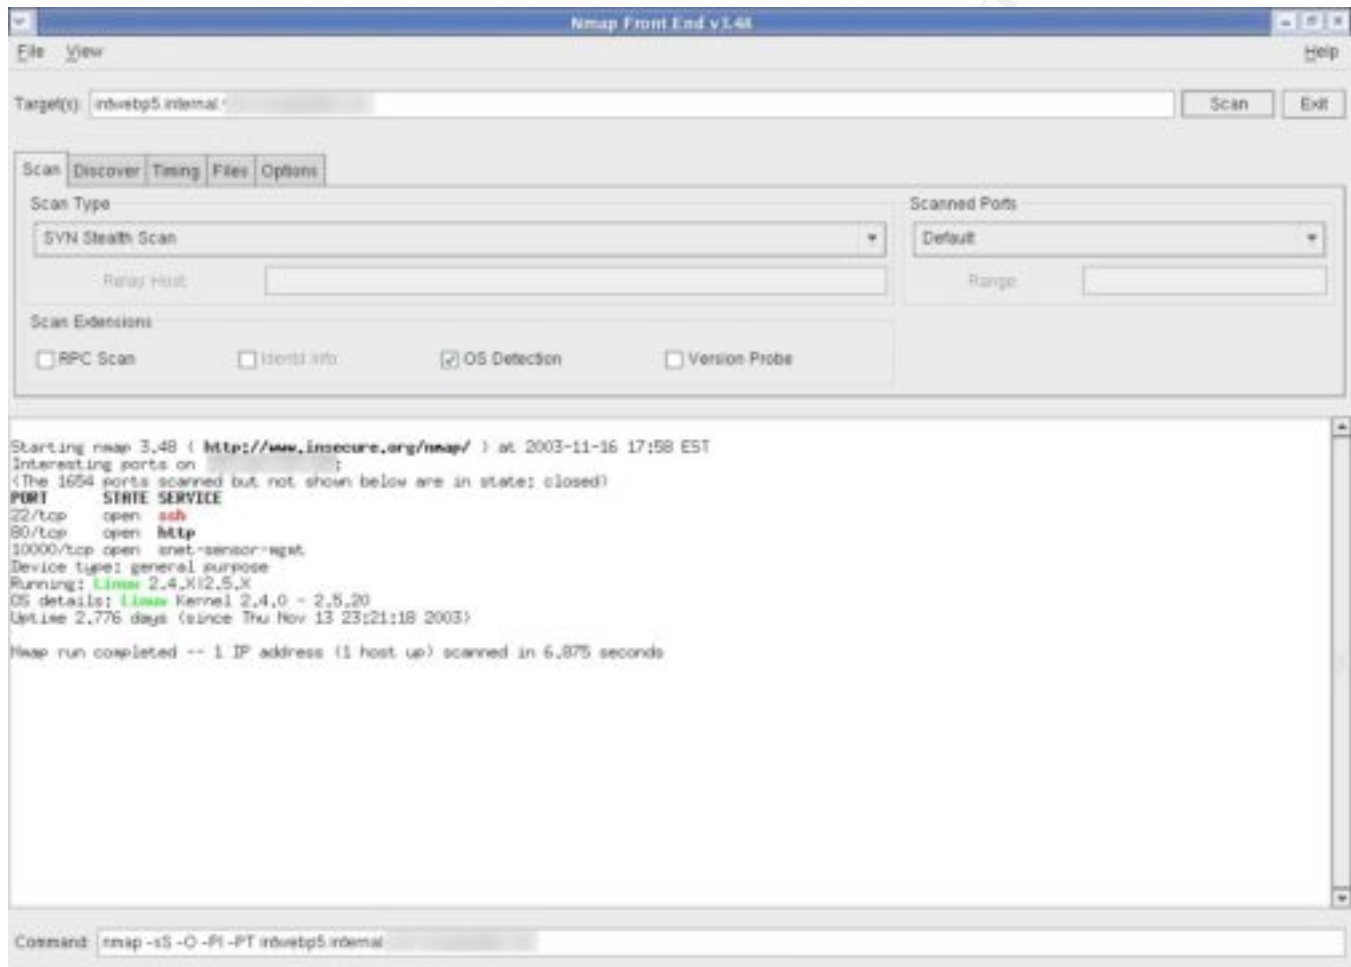 Nmap Front End v3.48
File View Help
Target(s): intwebp5.internal.
Scan Exit
Scan Discover Timing Files Options
Scan Type
Scanned Ports
SVN Stealth Scan
Default
Relay Host:
Range:
Scan Extensions
RPC Scan Identd Info OS Detection Version Probe
Starting nmap 3.48 ( http://www.insecure.org/nmap/ ) at 2003-11-16 17:58 EST
Interesting ports on :
(The 1654 ports scanned but not shown below are in state: closed)
PORT STATE SERVICE
22/tcp open ssh
80/tcp open http
10000/tcp open snet-sensor-mgmt
Device type: general purpose
Running: Linux 2.4.X|2.5.X
OS details: Linux Kernel 2.4.0 - 2.5.20
Uptime 2.776 days (since Thu Nov 13 23:21:18 2003)
Nmap run completed -- 1 IP address (1 host up) scanned in 6.875 seconds
Command: nmap -sS -O -PI -PT intwebp5.internal